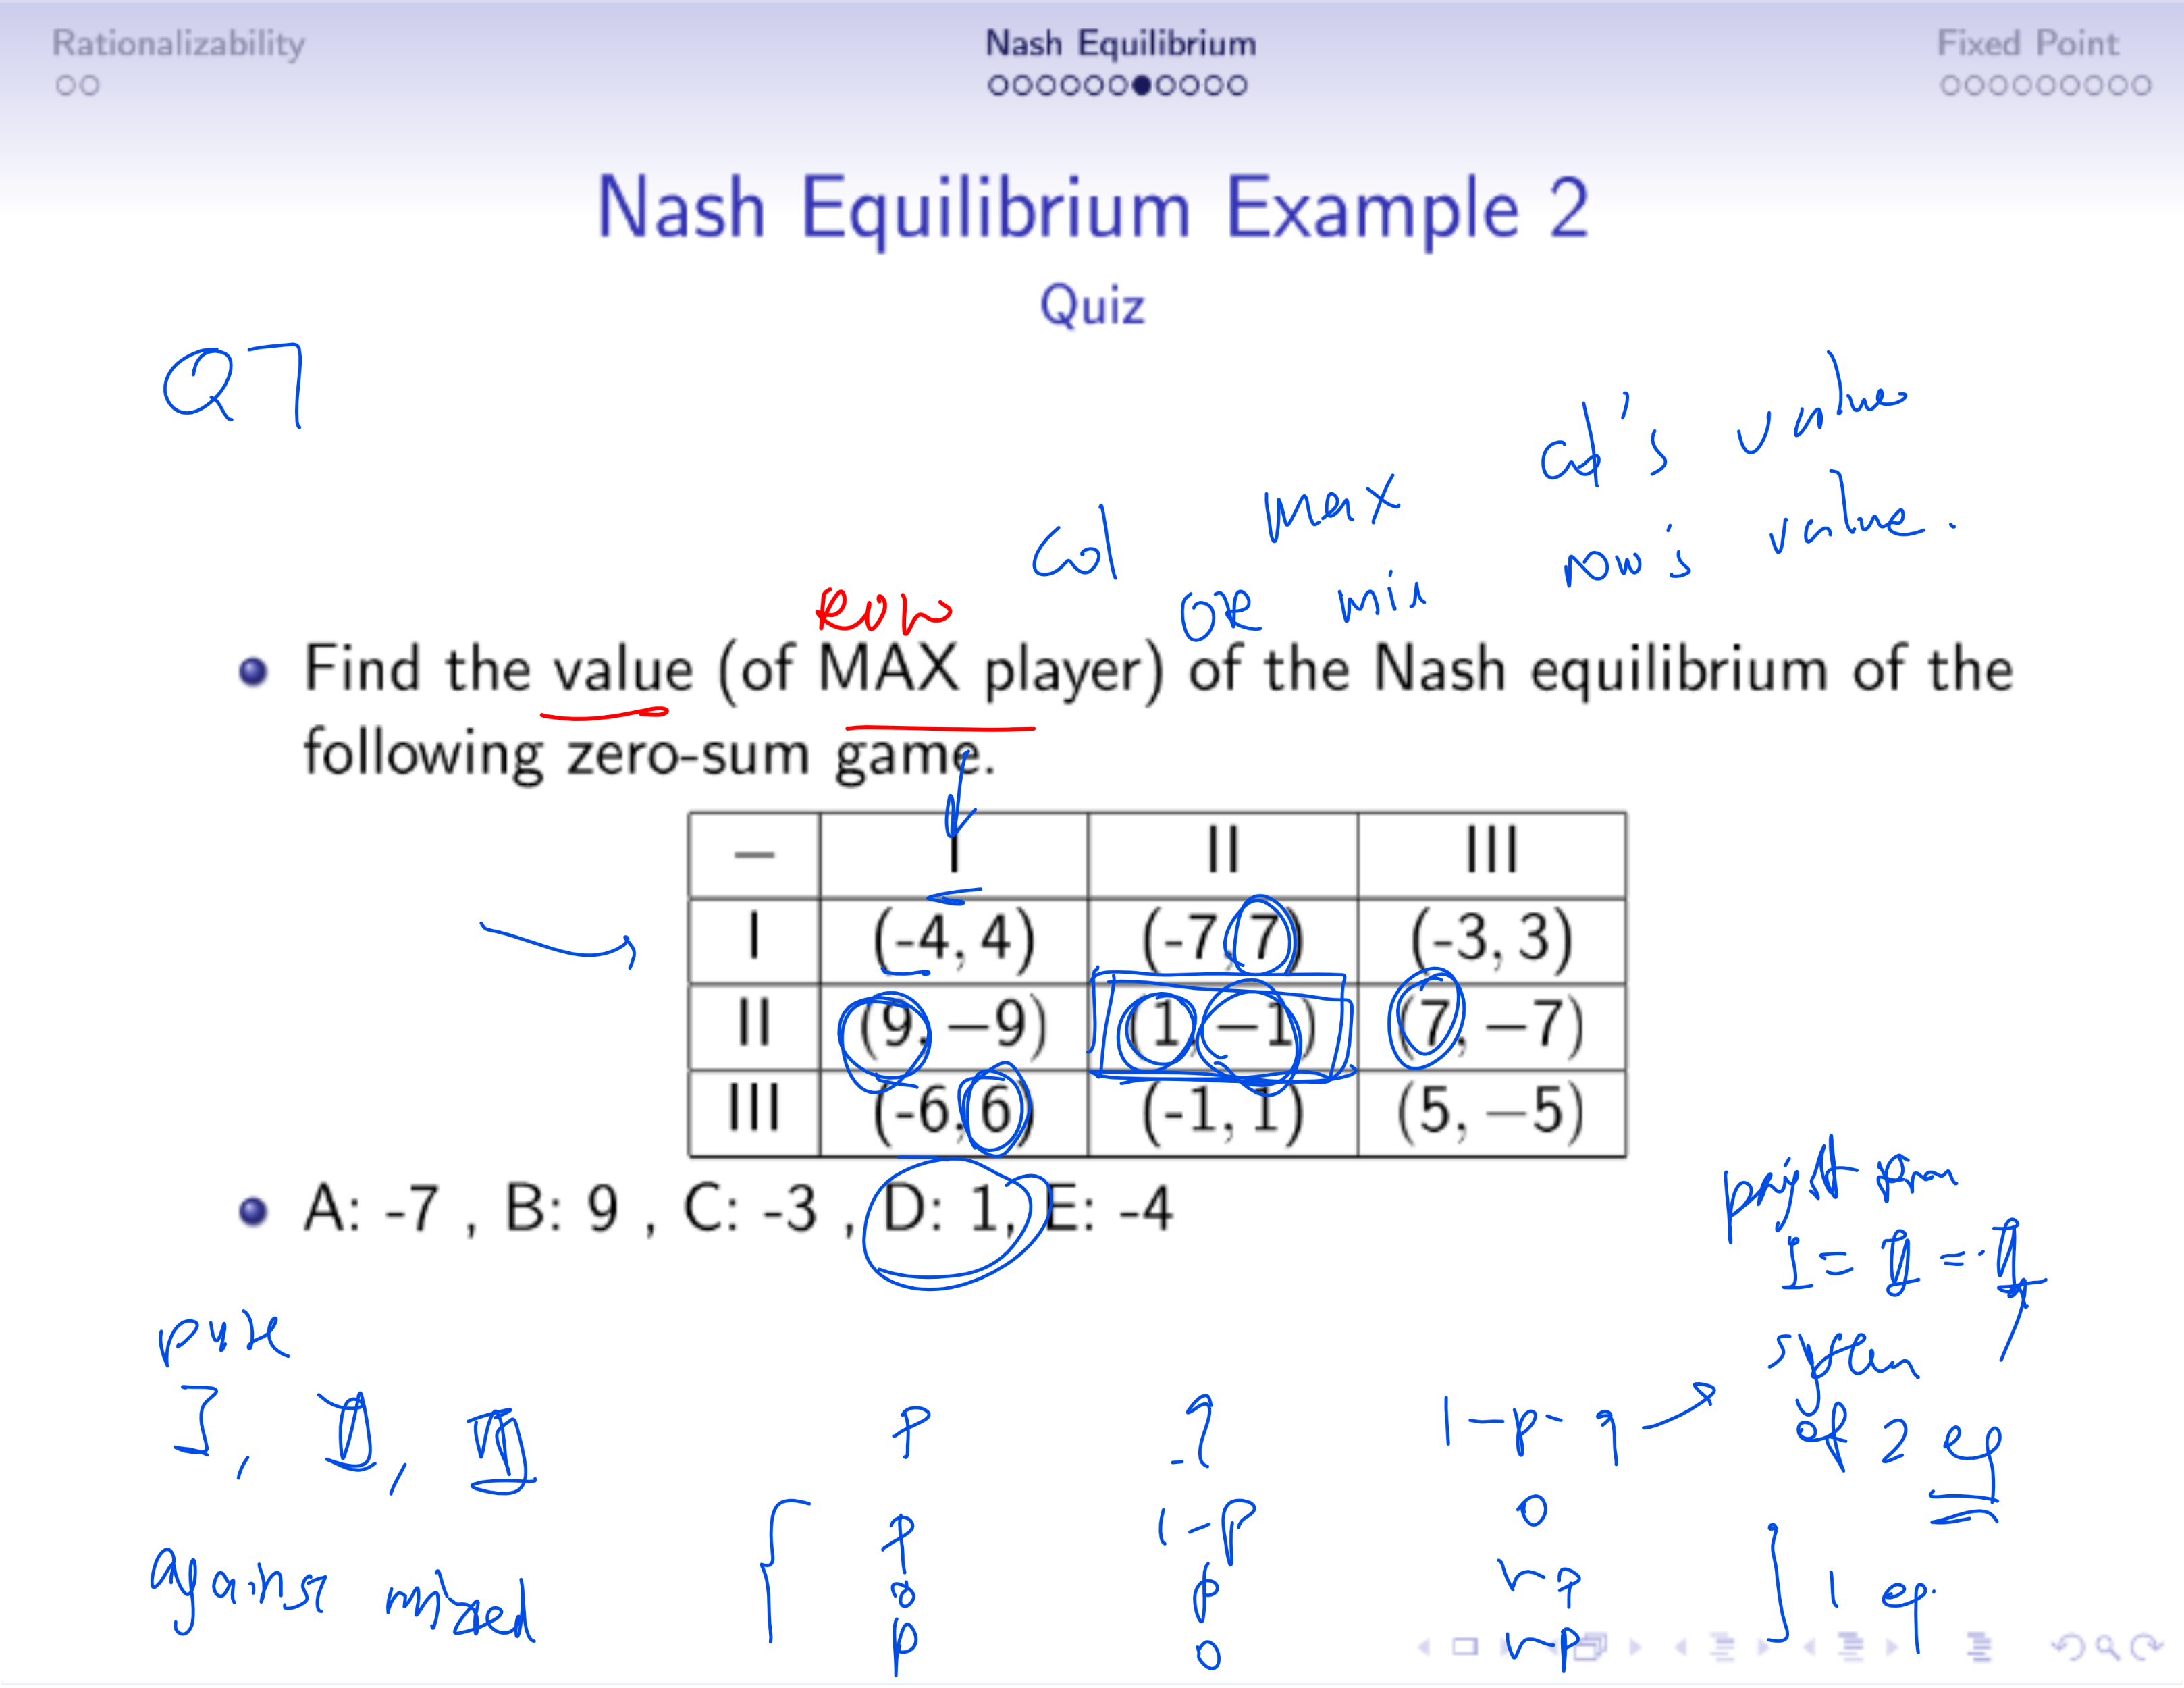 Rationalizability Nash Equilibrium Fixed Point
Nash Equilibrium Example 2
Quiz
Q7
col's value
Col max
row's value.
ROW
OR min
Find the value (of MAX player) of the Nash equilibrium of the
following zero-sum game.
– I II III
I (-4, 4) (-7, 7) (-3, 3)
II (9, −9) (1, −1) (7, −7)
III (-6, 6) (-1, 1) (5, −5)
A: -7 , B: 9 , C: -3 , D: 1, E: -4
I = II =
pure
system
I, II, III
P
1-p-q
of 2 eq
p 1-p 0
against mixed
0 p 1-p
1 eq.
p 0 1-p